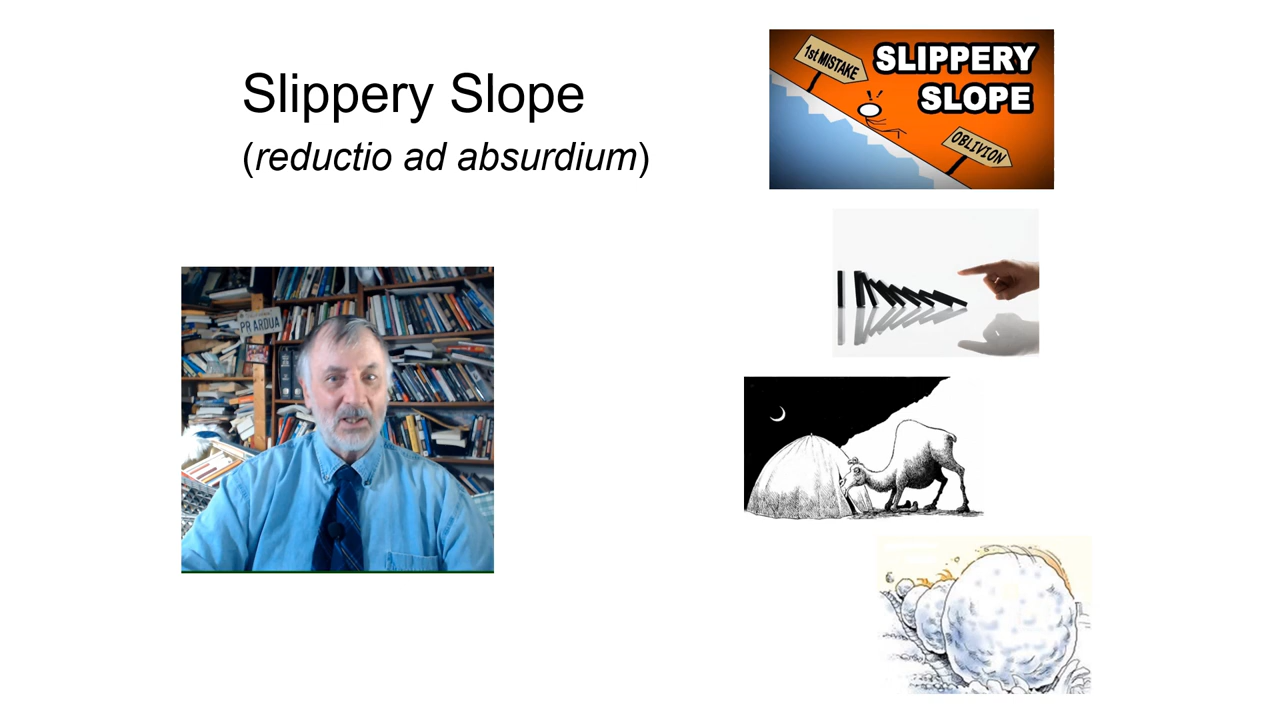 Slippery Slope
(reductio ad absurdium)
1st MISTAKE
SLIPPERY
SLOPE
!!
OBLIVION
PR ARDUA